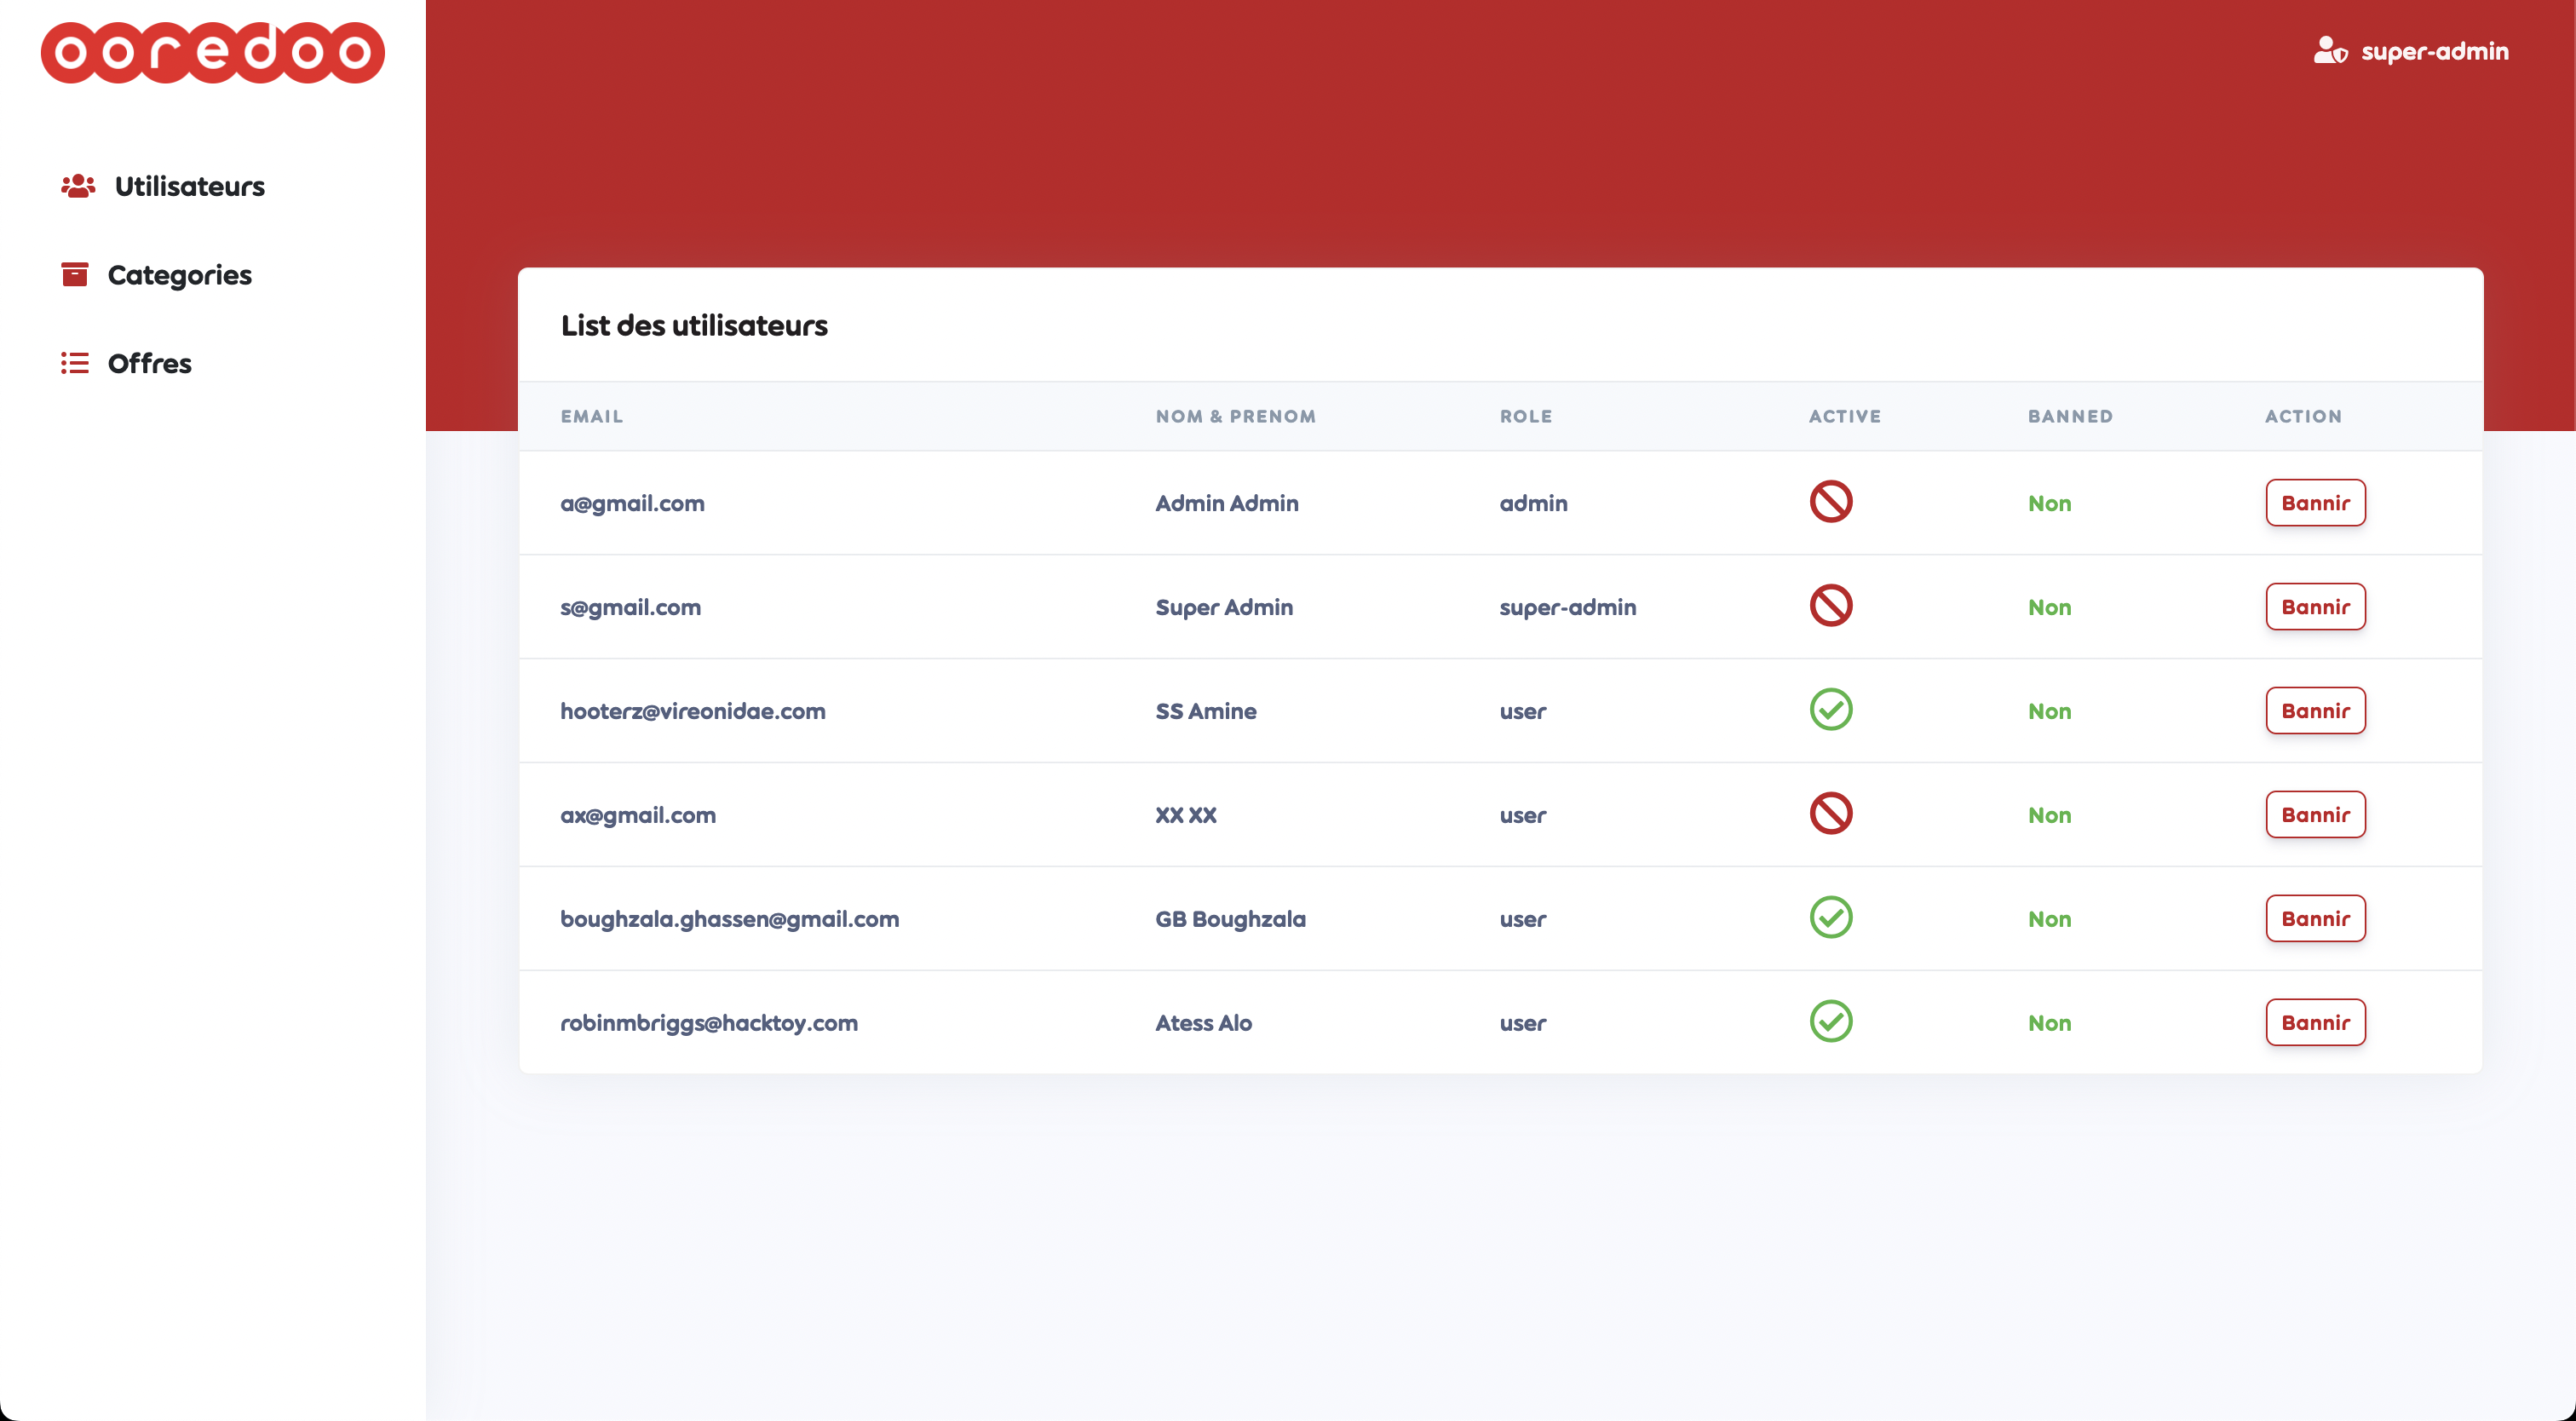 ooredoo
super-admin
Utilisateurs
Categories
Offres
List des utilisateurs
EMAIL NOM & PRENOM ROLE ACTIVE BANNED ACTION
a@gmail.com Admin Admin admin Non Bannir
s@gmail.com Super Admin super-admin Non Bannir
hooterz@vireonidae.com SS Amine user Non Bannir
ax@gmail.com XX XX user Non Bannir
boughzala.ghassen@gmail.com GB Boughzala user Non Bannir
robinmbriggs@hacktoy.com Atess Alo user Non Bannir